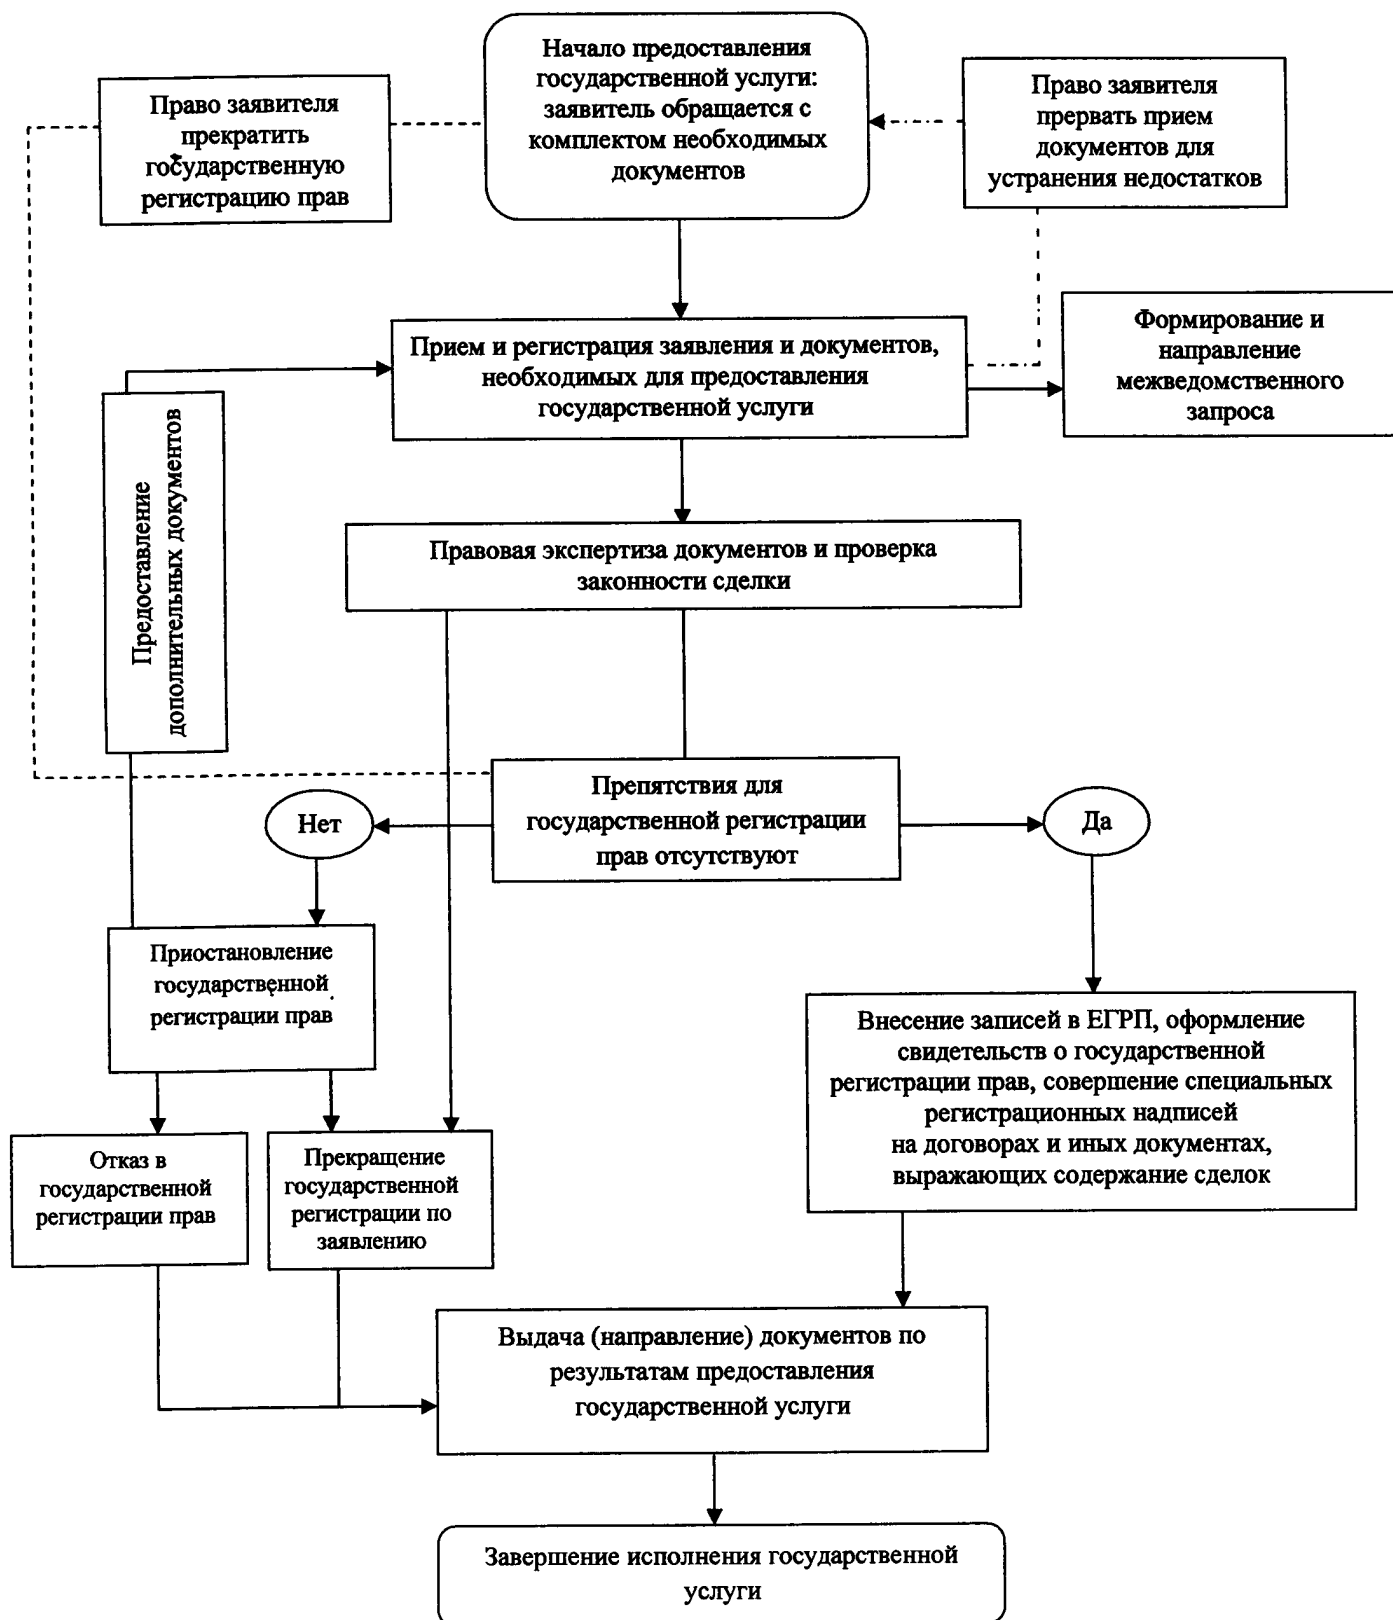 Начало предоставления
государственной услуги:
заявитель обращается с
комплектом необходимых
документов
Право заявителя
прекратить
государственную
регистрацию прав
Право заявителя
прервать прием
документов для
устранения недостатков
Прием и регистрация заявления и документов,
необходимых для предоставления
государственной услуги
Формирование и
направление
межведомственного
запроса
Предоставление
дополнительных документов
Правовая экспертиза документов и проверка
законности сделки
Препятствия для
государственной регистрации
прав отсутствуют
Нет
Да
Приостановление
государственной
регистрации прав
Внесение записей в ЕГРП, оформление
свидетельств о государственной
регистрации прав, совершение специальных
регистрационных надписей
на договорах и иных документах,
выражающих содержание сделок
Отказ в
государственной
регистрации прав
Прекращение
государственной
регистрации по
заявлению
Выдача (направление) документов по
результатам предоставления
государственной услуги
Завершение исполнения государственной
услуги